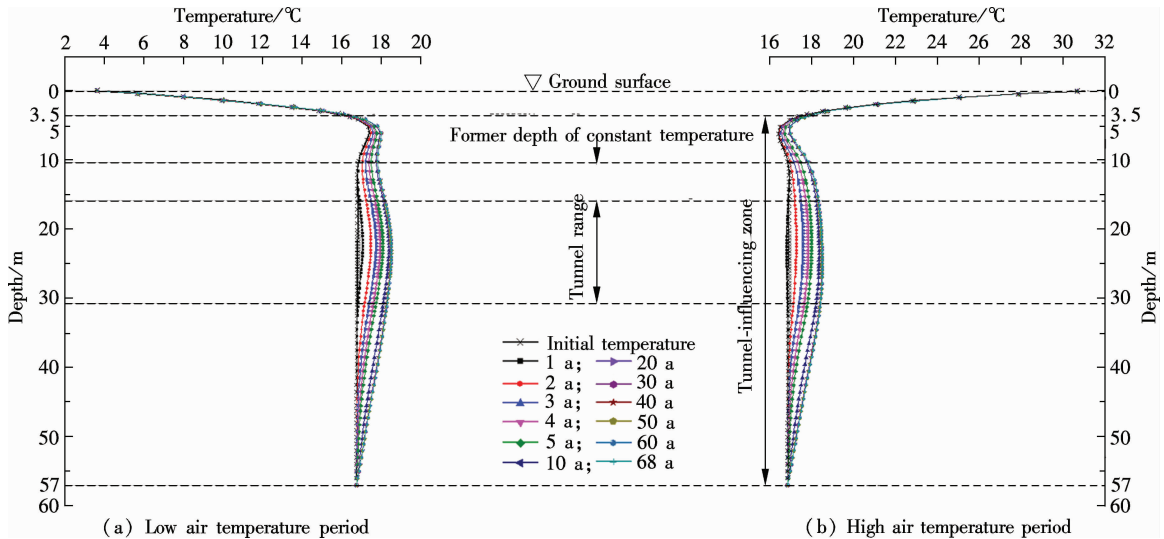 Temperature/℃
2 4 6 8 10 12 14 16 18 20
Temperature/℃
16 18 20 22 24 26 28 30 32
Ground surface
Former depth of constant temperature
Tunnel range
Tunnel-influencing zone
Depth/m
0
3.5
5
10
20
30
40
50
57
60
Depth/m
0
3.5
5
10
20
30
40
50
57
60
Initial temperature
1 a; 20 a
2 a; 30 a
3 a; 40 a
4 a; 50 a
5 a; 60 a
10 a; 68 a
(a) Low air temperature period
(b) High air temperature period